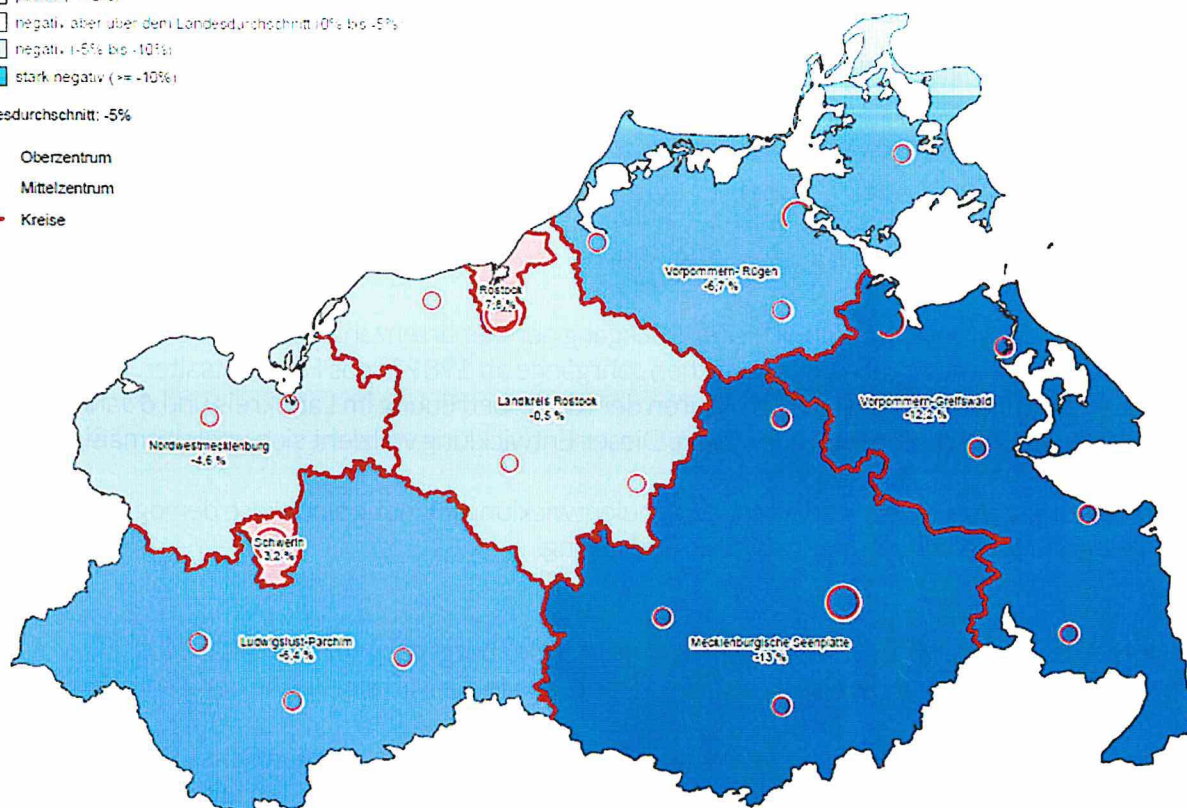 negativ, aber über dem Landesdurchschnitt (0% bis -5%
negativ (-5% bis -10%)
stark negativ (>= -10%)
esdurchschnitt: -5%
Oberzentrum
Mittelzentrum
Kreise
Vorpommern- Rügen
-6,7 %
Rostock
7,6 %
Landkreis Rostock
-0,5 %
Vorpommern-Greifswald
-12,2 %
Nordwestmecklenburg
-4,6 %
Schwerin
3,2 %
Ludwigslust-Parchim
-6,4 %
Mecklenburgische Seenplatte
-13 %